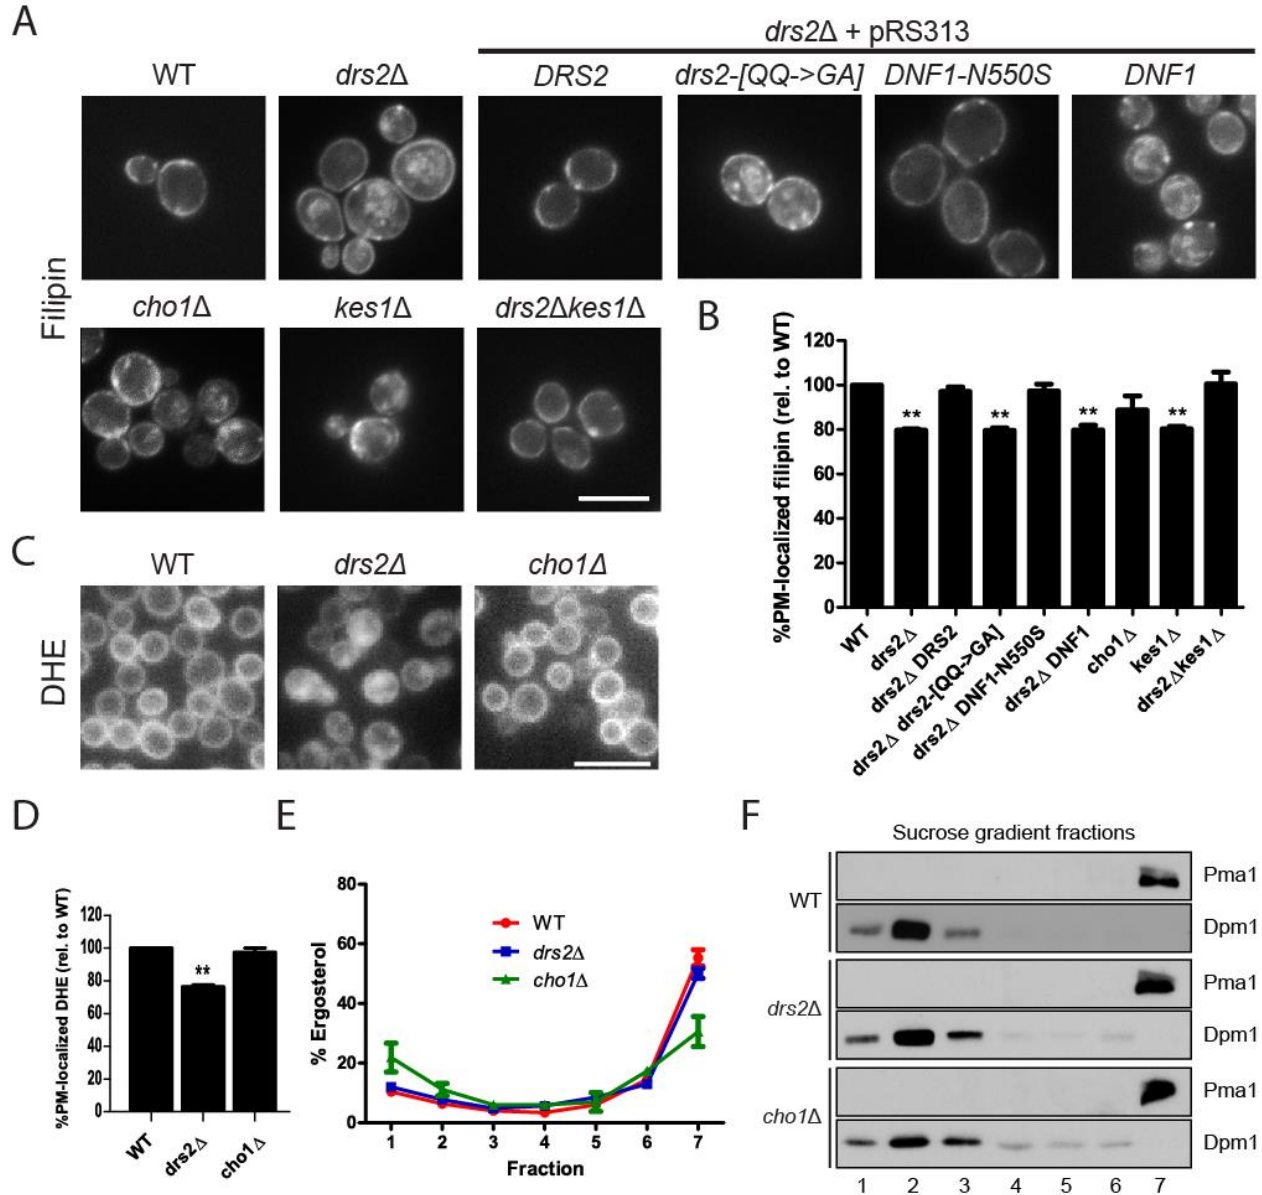 A
drs2Δ + pRS313
WT
drs2Δ
DRS2
drs2-[QQ->GA]
DNF1-N550S
DNF1
Filipin
cho1Δ
kes1Δ
drs2Δkes1Δ
B
%PM-localized filipin (rel. to WT)
120
100
80
60
40
20
0
**
**
**
**
WT
drs2Δ
drs2Δ DRS2
drs2Δ drs2-[QQ->GA]
drs2Δ DNF1-N550S
drs2Δ DNF1
cho1Δ
kes1Δ
drs2Δkes1Δ
C
WT
drs2Δ
cho1Δ
DHE
D
%PM-localized DHE (rel. to WT)
120
100
80
60
40
20
0
**
WT
drs2Δ
cho1Δ
E
% Ergosterol
80
60
40
20
0
WT
drs2Δ
cho1Δ
1 2 3 4 5 6 7
Fraction
F
Sucrose gradient fractions
WT
Pma1
Dpm1
drs2Δ
Pma1
Dpm1
cho1Δ
Pma1
Dpm1
1 2 3 4 5 6 7